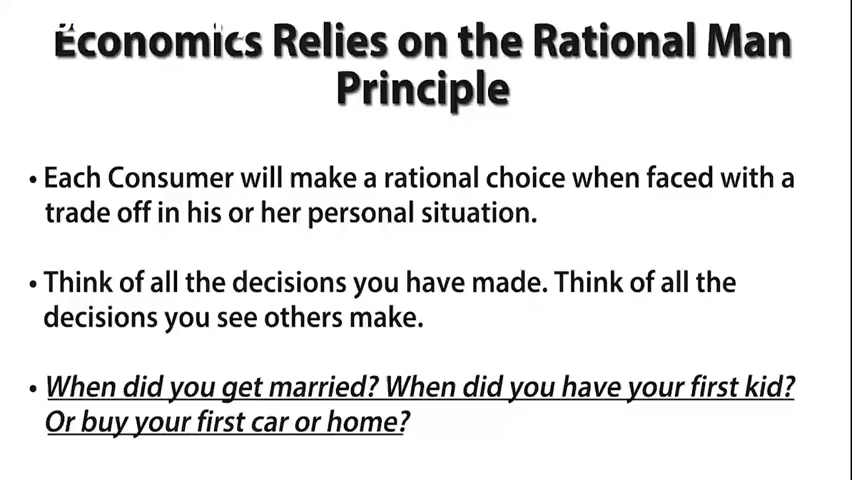 Economics Relies on the Rational Man
Principle
• Each Consumer will make a rational choice when faced with a
trade off in his or her personal situation.
• Think of all the decisions you have made. Think of all the
decisions you see others make.
• When did you get married? When did you have your first kid?
Or buy your first car or home?